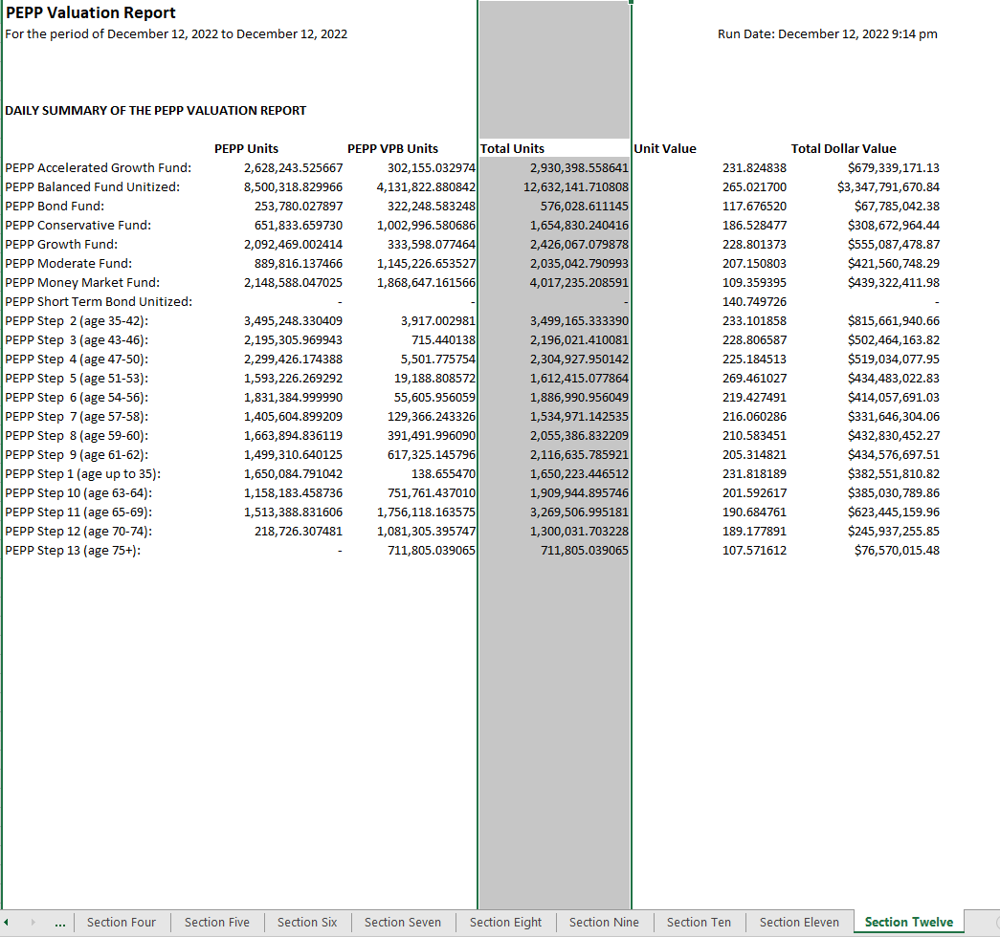 PEPP Valuation Report
For the period of December 12, 2022 to December 12, 2022 Run Date: December 12, 2022 9:14 pm
DAILY SUMMARY OF THE PEPP VALUATION REPORT
PEPP Units PEPP VPB Units Total Units Unit Value Total Dollar Value
PEPP Accelerated Growth Fund: 2,628,243.525667 302,155.032974 2,930,398.558641 231.824838 $679,339,171.13
PEPP Balanced Fund Unitized: 8,500,318.829966 4,131,822.880842 12,632,141.710808 265.021700 $3,347,791,670.84
PEPP Bond Fund: 253,780.027897 322,248.583248 576,028.611145 117.676520 $67,785,042.38
PEPP Conservative Fund: 651,833.659730 1,002,996.580686 1,654,830.240416 186.528477 $308,672,964.44
PEPP Growth Fund: 2,092,469.002414 333,598.077464 2,426,067.079878 228.801373 $555,087,478.87
PEPP Moderate Fund: 889,816.137466 1,145,226.653527 2,035,042.790993 207.150803 $421,560,748.29
PEPP Money Market Fund: 2,148,588.047025 1,868,647.161566 4,017,235.208591 109.359395 $439,322,411.98
PEPP Short Term Bond Unitized: - - - 140.749726 -
PEPP Step 2 (age 35-42): 3,495,248.330409 3,917.002981 3,499,165.333390 233.101858 $815,661,940.66
PEPP Step 3 (age 43-46): 2,195,305.969943 715.440138 2,196,021.410081 228.806587 $502,464,163.82
PEPP Step 4 (age 47-50): 2,299,426.174388 5,501.775754 2,304,927.950142 225.184513 $519,034,077.95
PEPP Step 5 (age 51-53): 1,593,226.269292 19,188.808572 1,612,415.077864 269.461027 $434,483,022.83
PEPP Step 6 (age 54-56): 1,831,384.999990 55,605.956059 1,886,990.956049 219.427491 $414,057,691.03
PEPP Step 7 (age 57-58): 1,405,604.899209 129,366.243326 1,534,971.142535 216.060286 $331,646,304.06
PEPP Step 8 (age 59-60): 1,663,894.836119 391,491.996090 2,055,386.832209 210.583451 $432,830,452.27
PEPP Step 9 (age 61-62): 1,499,310.640125 617,325.145796 2,116,635.785921 205.314821 $434,576,697.51
PEPP Step 1 (age up to 35): 1,650,084.791042 138.655470 1,650,223.446512 231.818189 $382,551,810.82
PEPP Step 10 (age 63-64): 1,158,183.458736 751,761.437010 1,909,944.895746 201.592617 $385,030,789.86
PEPP Step 11 (age 65-69): 1,513,388.831606 1,756,118.163575 3,269,506.995181 190.684761 $623,445,159.96
PEPP Step 12 (age 70-74): 218,726.307481 1,081,305.395747 1,300,031.703228 189.177891 $245,937,255.85
PEPP Step 13 (age 75+): - 711,805.039065 711,805.039065 107.571612 $76,570,015.48
... Section Four Section Five Section Six Section Seven Section Eight Section Nine Section Ten Section Eleven Section Twelve